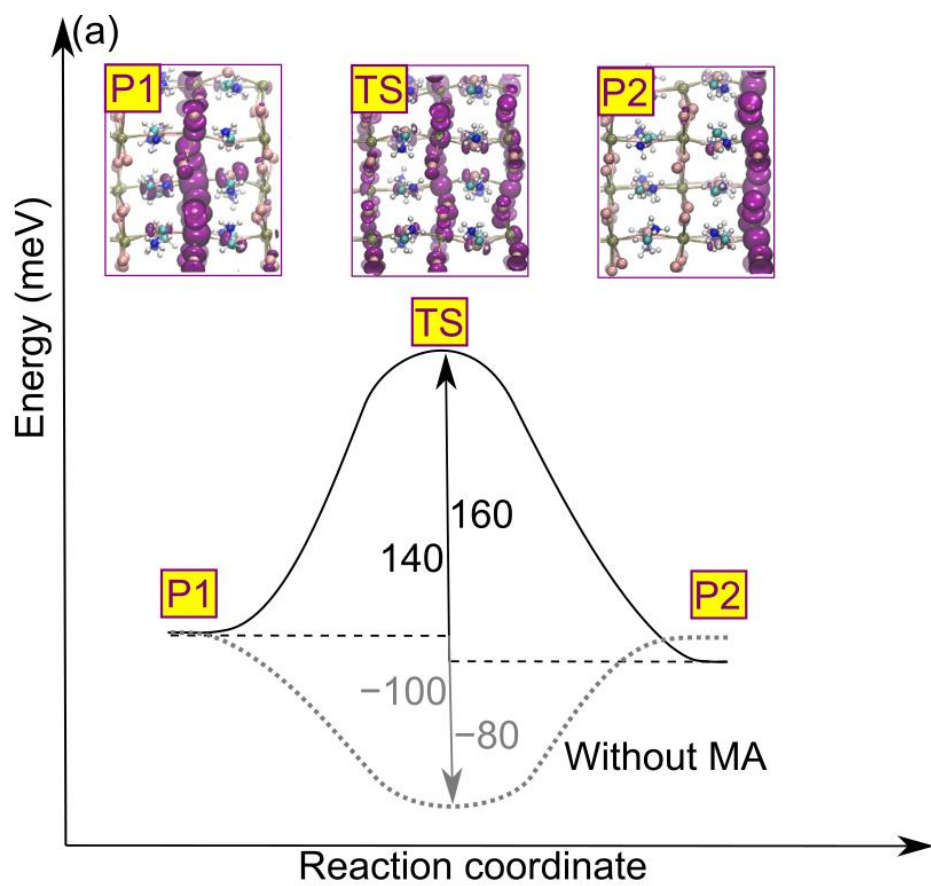 (a)
P1
TS
P2
Energy (meV)
TS
160
140
P1
P2
−100
−80
Without MA
Reaction coordinate